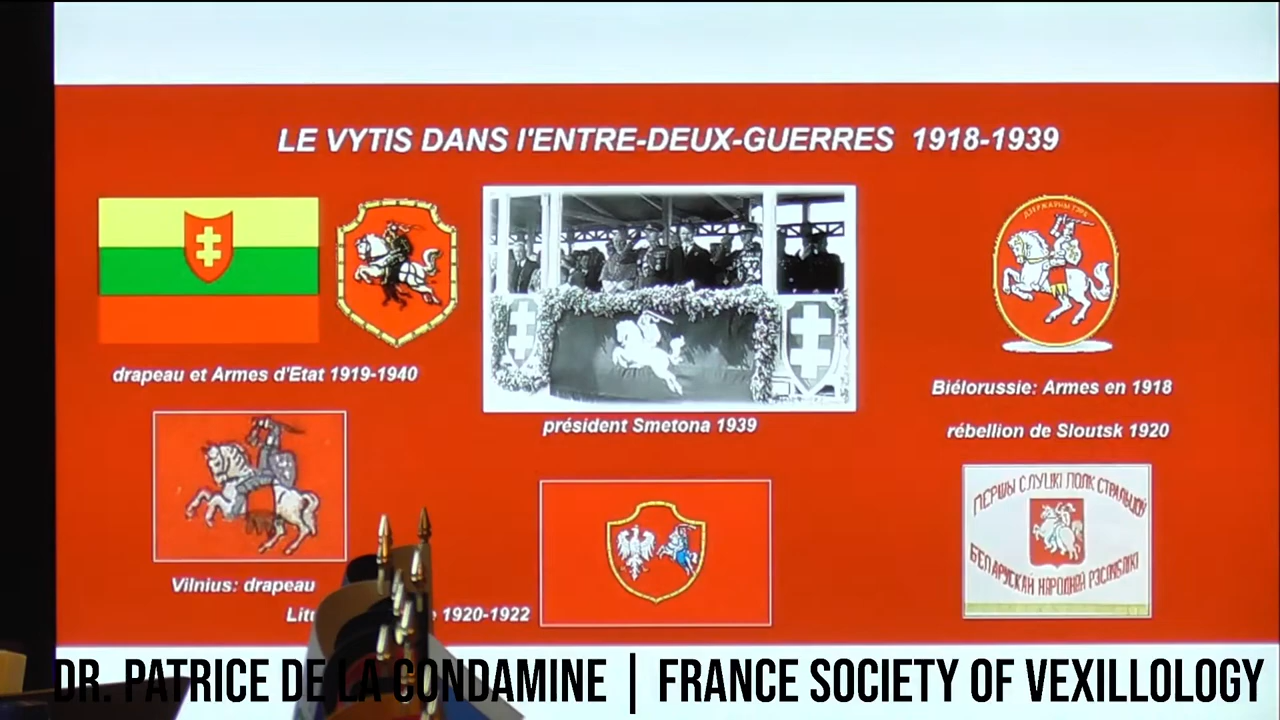 LE VYTIS DANS l'ENTRE-DEUX-GUERRES 1918-1939
drapeau et Armes d'Etat 1919-1940
président Smetona 1939
ДЗЕРЖАЎНЫ ГЭРБ
Biélorussie: Armes en 1918
rébellion de Sloutsk 1920
ПЕРШЫ СЛУЦКІ ПОЛК СТРАЛЬЦОЎ
БЕЛАРУСКАЙ НАРОДНАЙ РЭСПУБЛІКІ
Vilnius: drapeau
1920-1922
DR. PATRICE DE LA CONDAMINE | FRANCE SOCIETY OF VEXILLOLOGY